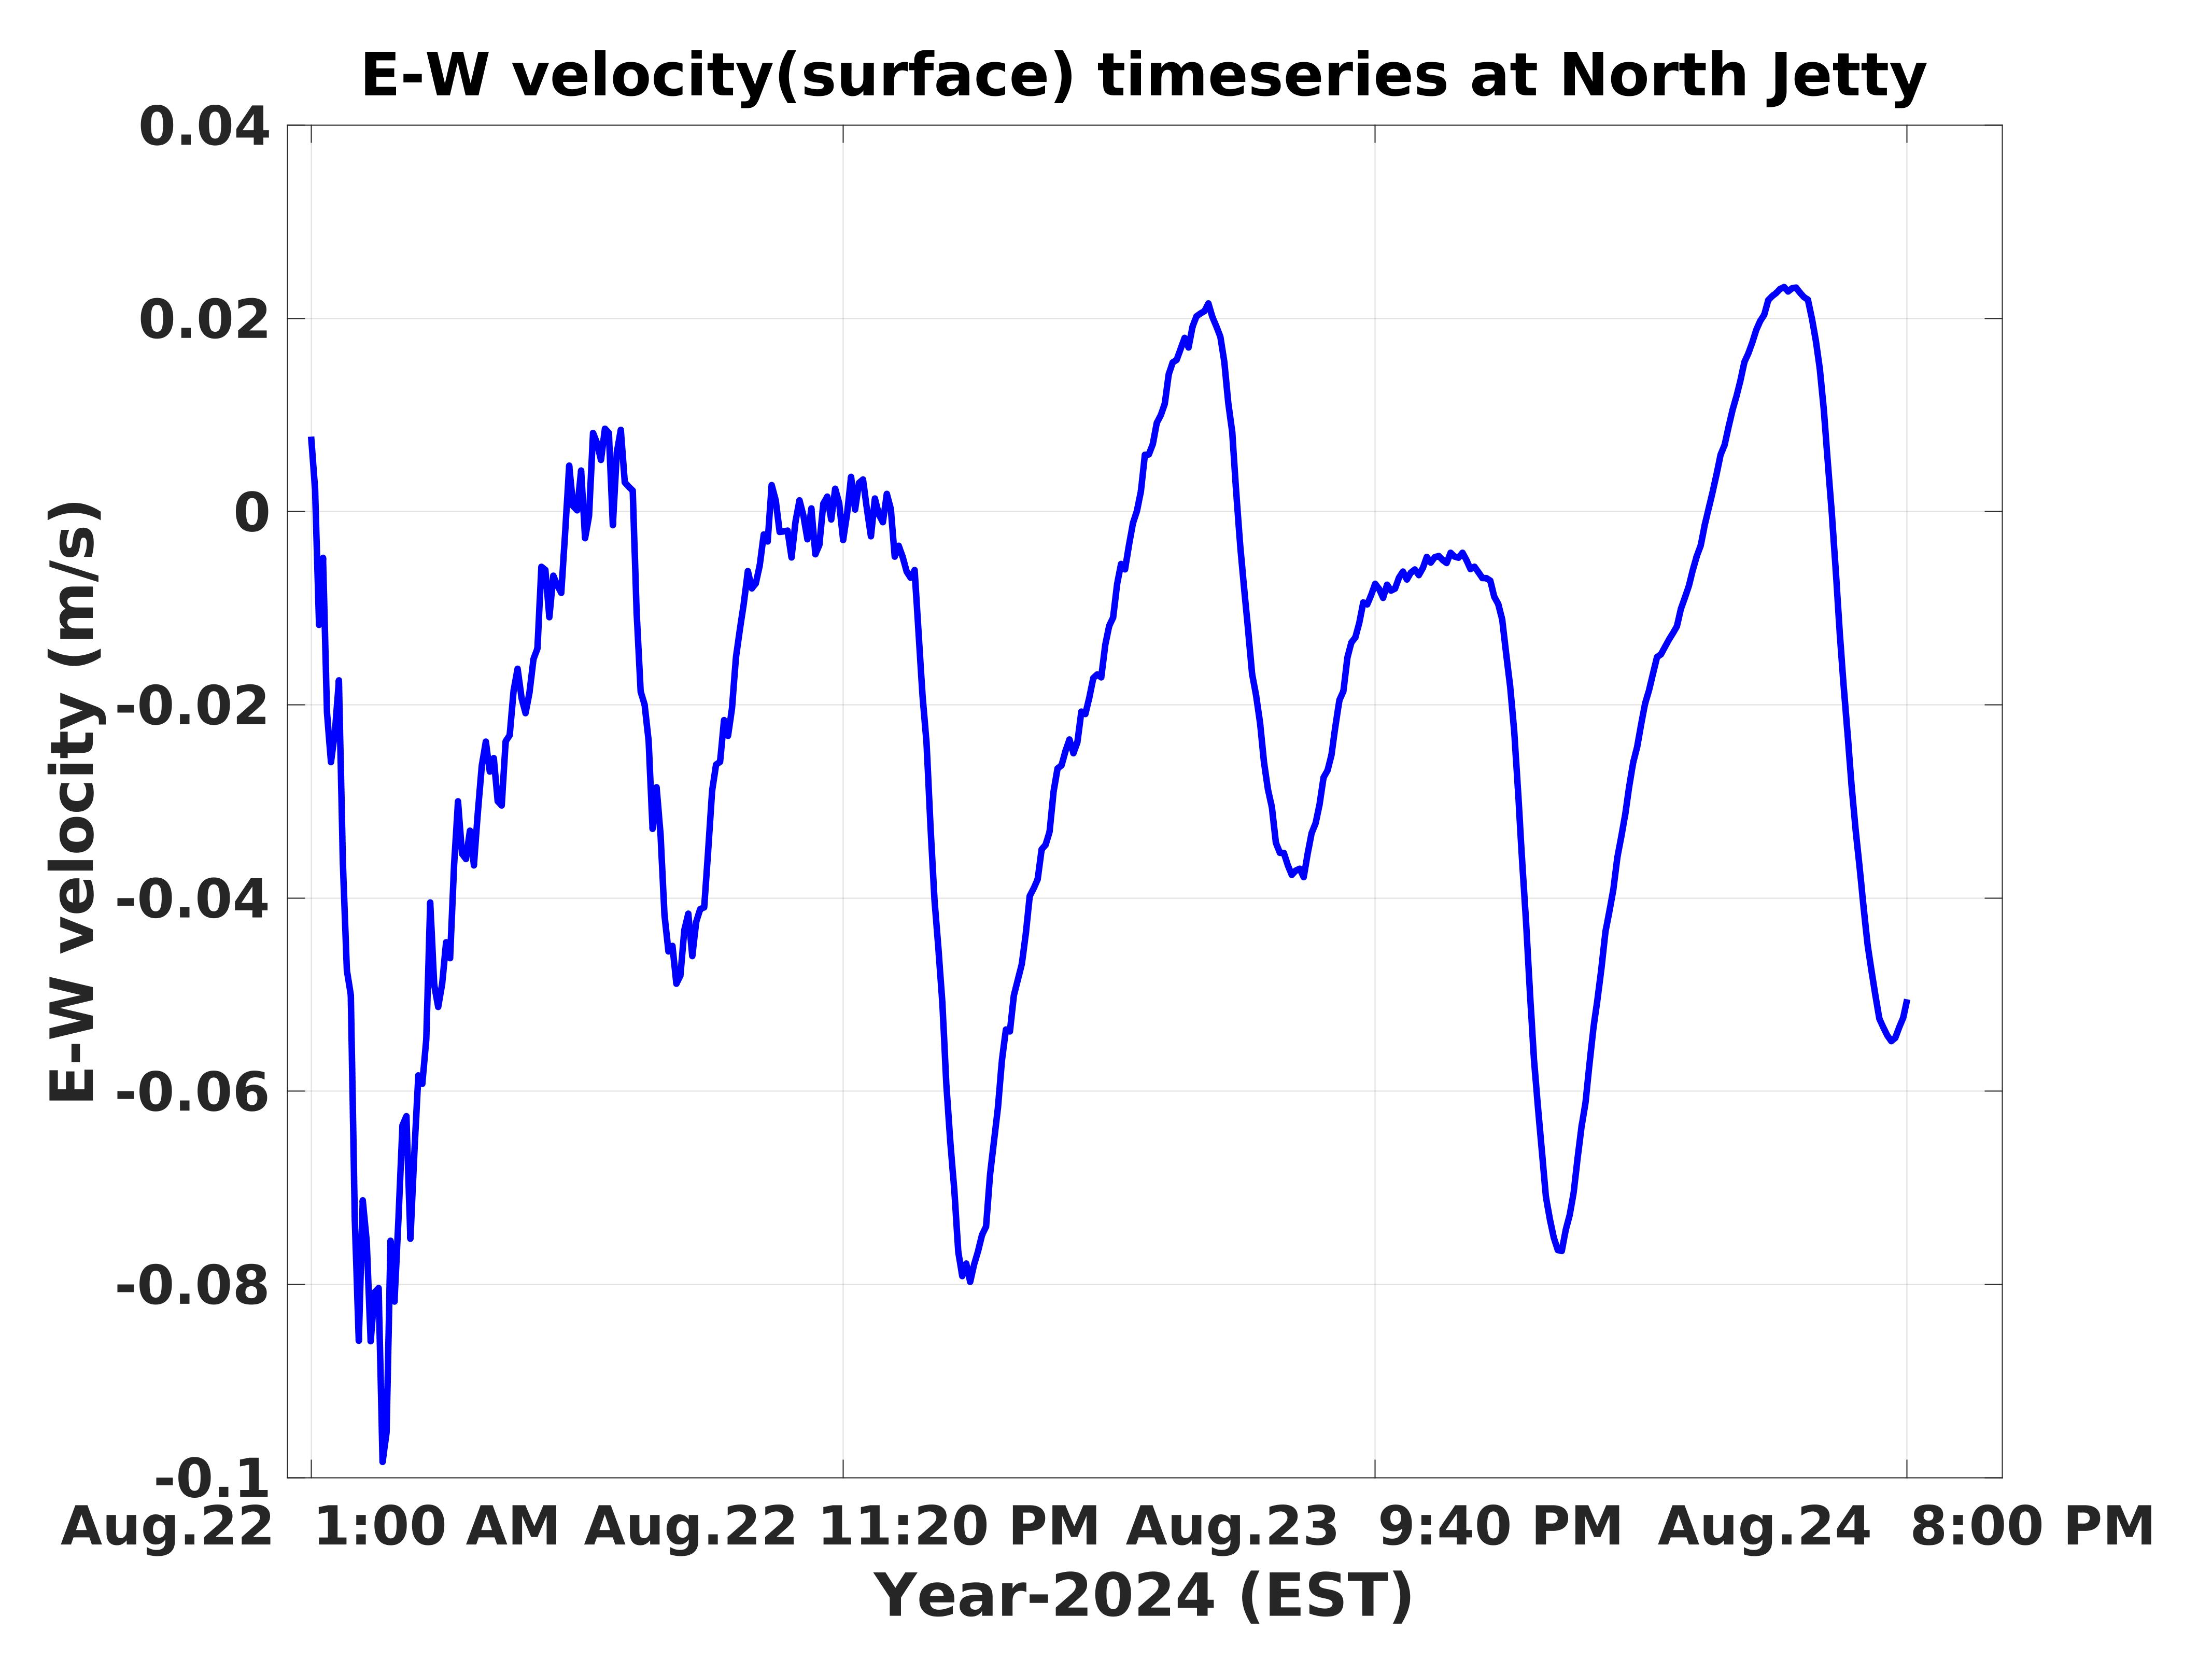 E-W velocity(surface) timeseries at North Jetty
E-W velocity (m/s)
0.04
0.02
0
-0.02
-0.04
-0.06
-0.08
-0.1
Aug.22 1:00 AM Aug.22 11:20 PM Aug.23 9:40 PM Aug.24 8:00 PM
Year-2024 (EST)